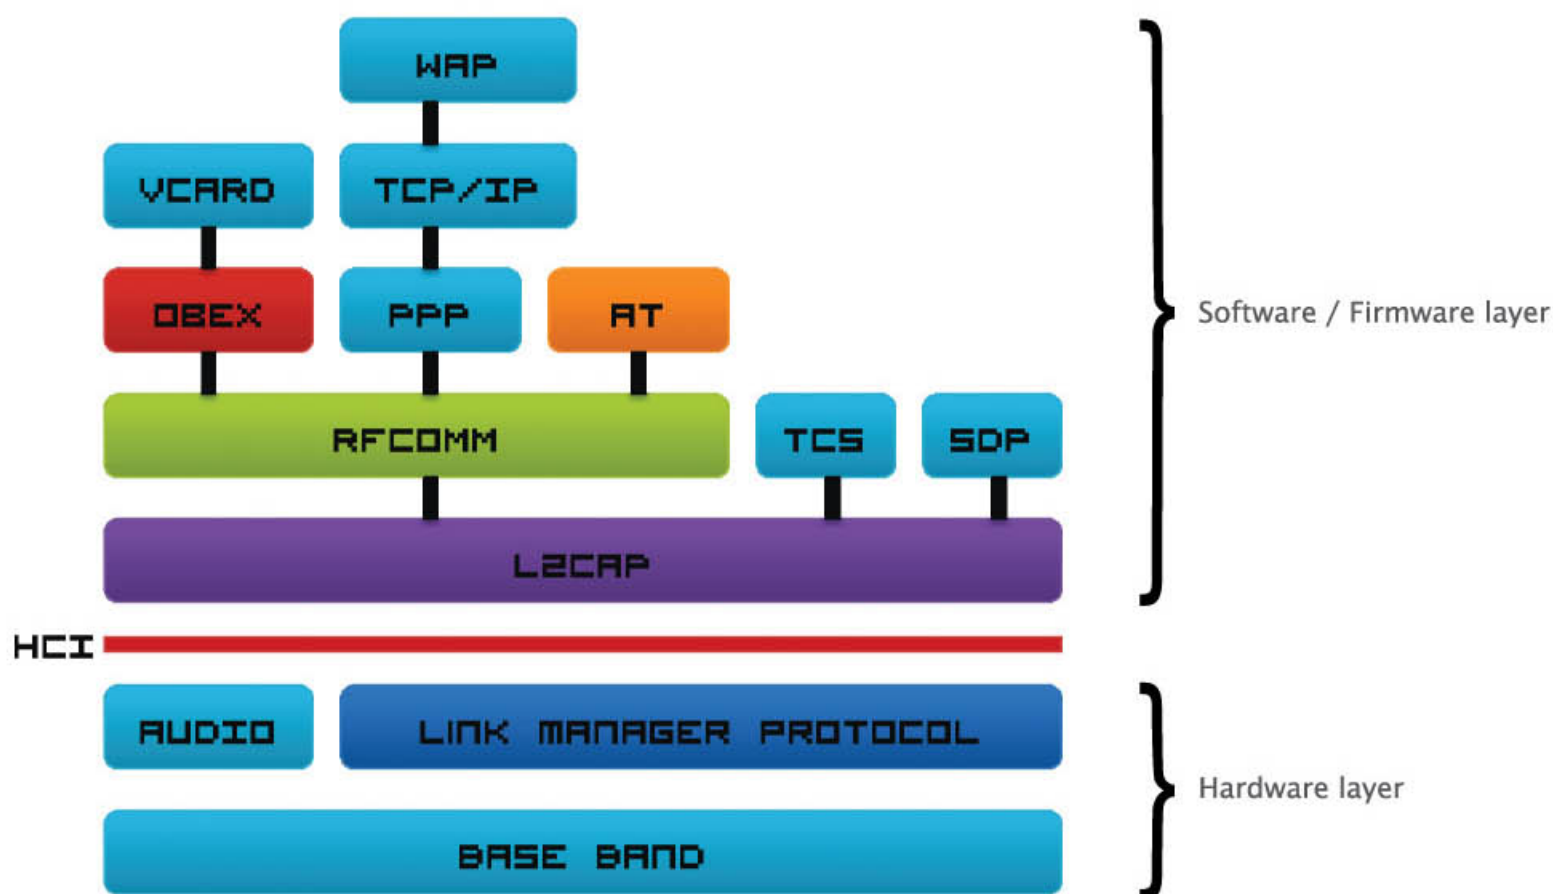 WAP
VCARD
TCP/IP
OBEX
PPP
AT
Software / Firmware layer
RFCOMM
TCS
SDP
L2CAP
HCI
AUDIO
LINK MANAGER PROTOCOL
Hardware layer
BASE BAND